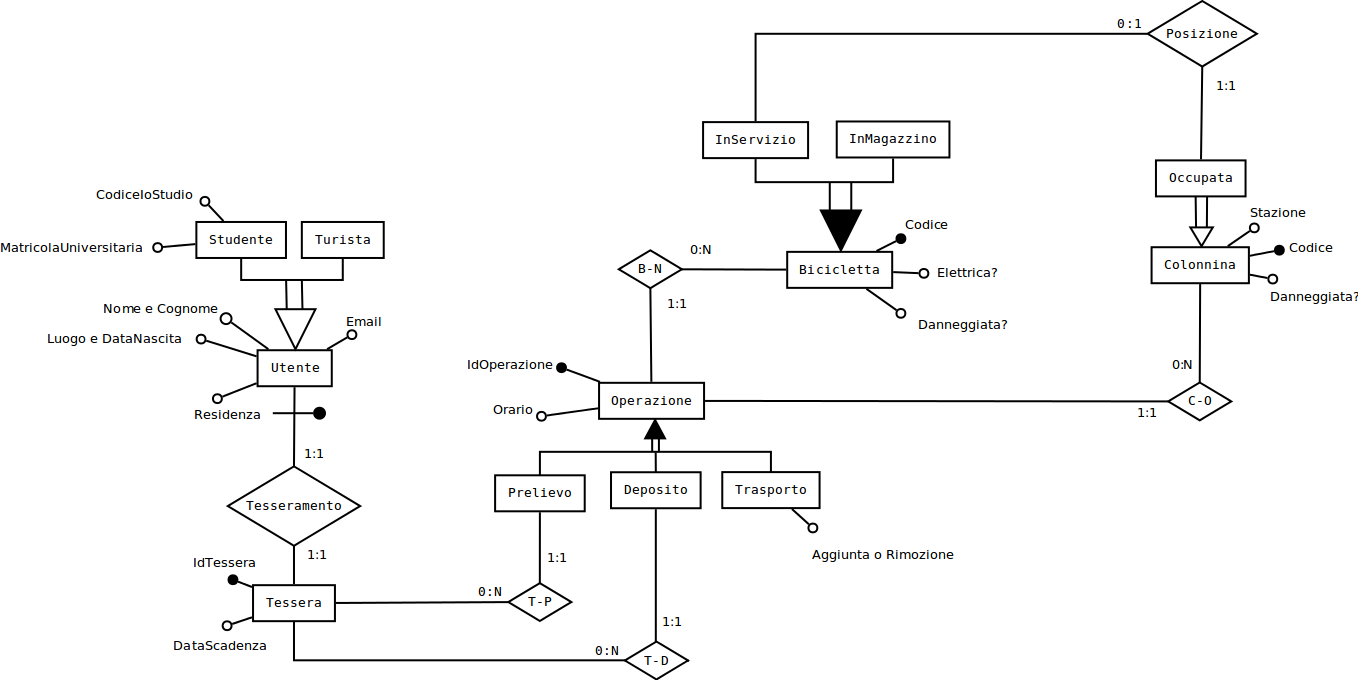 0:1
Posizione
1:1
InServizio
InMagazzino
Occupata
CodiceIoStudio
Stazione
Codice
Studente
Turista
MatricolaUniversitaria
Codice
0:N
B-N
Bicicletta
Elettrica?
Colonnina
Danneggiata?
1:1
Nome e Cognome
Email
Danneggiata?
Luogo e DataNascita
Utente
IdOperazione
0:N
Residenza
Orario
Operazione
1:1
C-O
1:1
Prelievo
Deposito
Trasporto
Tesseramento
1:1
IdTessera
1:1
Aggiunta o Rimozione
0:N
T-P
Tessera
1:1
DataScadenza
0:N
T-D